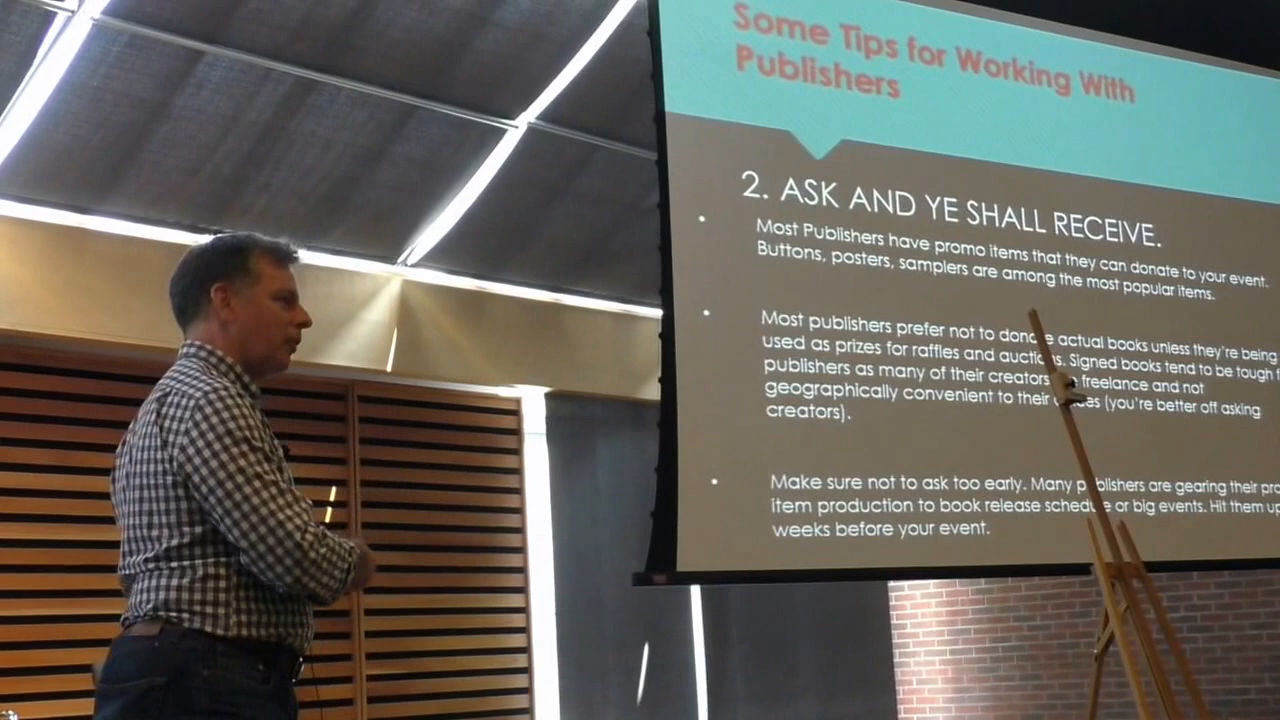 Some Tips for Working With
Publishers
2. ASK AND YE SHALL RECEIVE.
Most Publishers have promo items that they can donate to your event.
Buttons, posters, samplers are among the most popular items.
Most publishers prefer not to donate actual books unless they're being
used as prizes for raffles and auctions. Signed books tend to be tough
publishers as many of their creators freelance and not
geographically convenient to their (you're better off asking
creators).
Make sure not to ask too early. Many publishers are gearing their
item production to book release schedule or big events. Hit them up
weeks before your event.